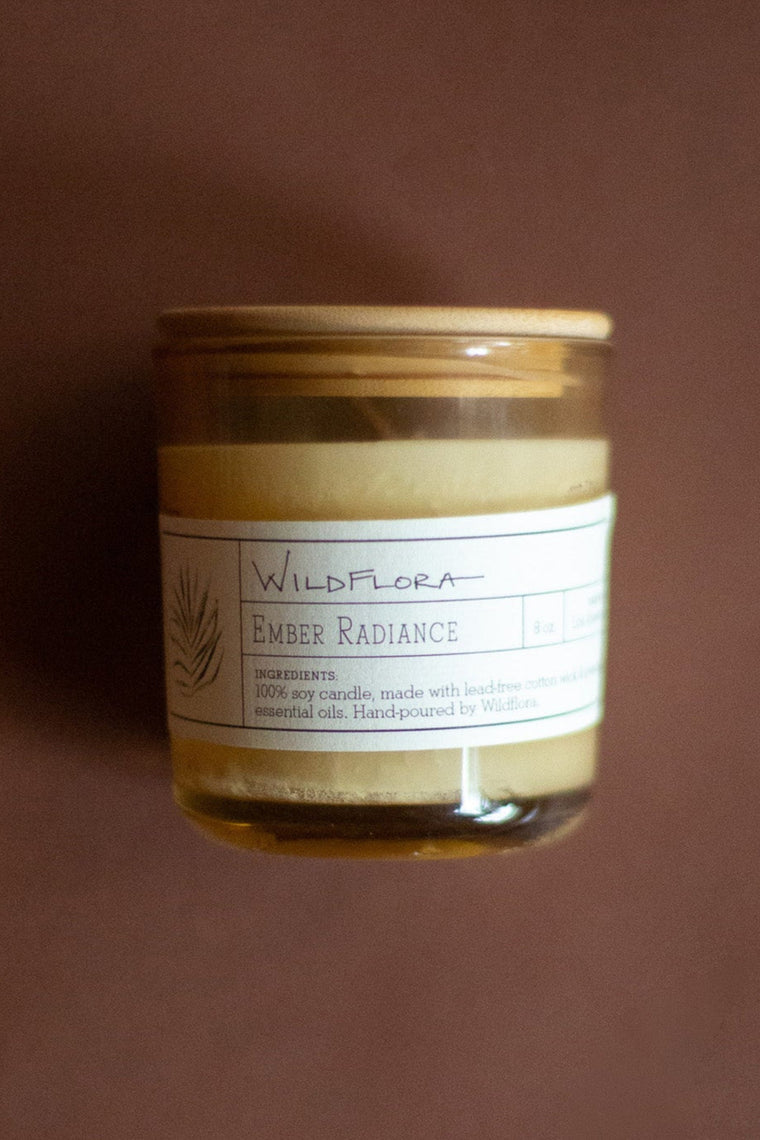 WILDFLORA
EMBER RADIANCE
8 oz.
INGREDIENTS:
100% soy candle, made with lead-free cotton wick
essential oils. Hand-poured by Wildflora.